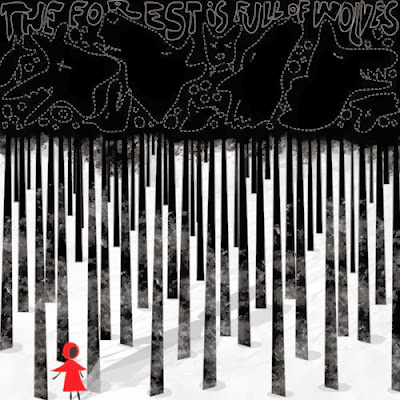 THE FOREST IS FULL OF WOLVES